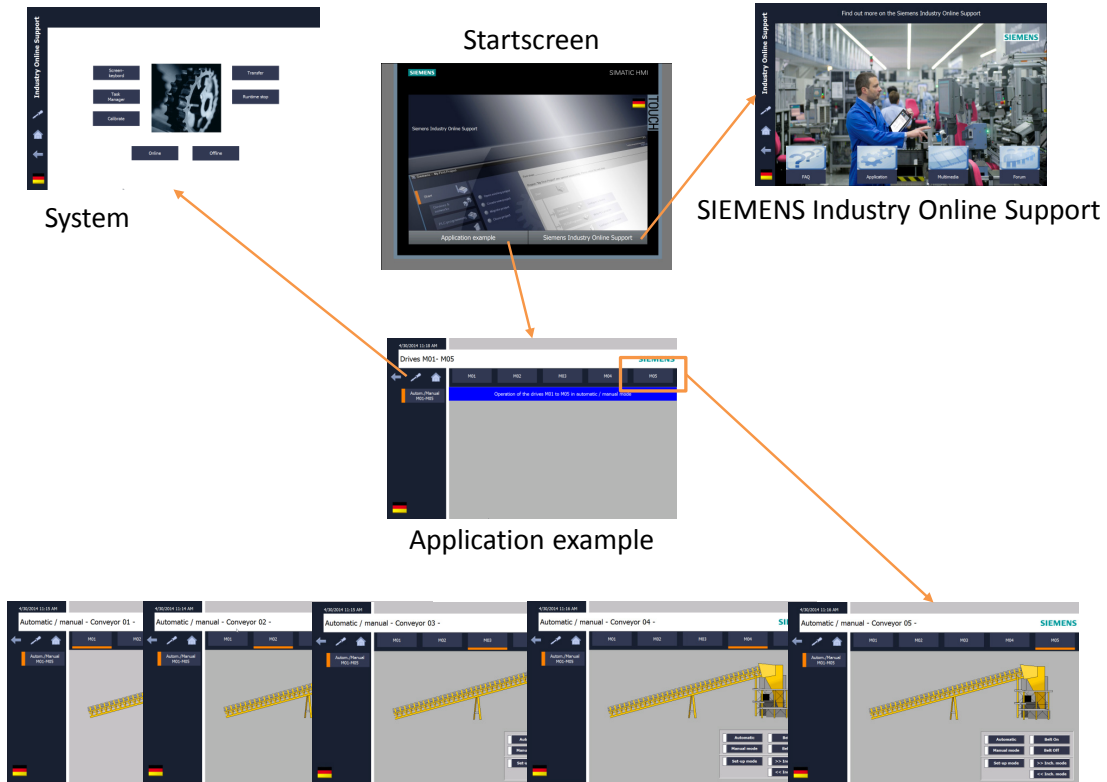 Startscreen
Industry Online Support
Screen-
keybord
Task
Manager
Calibrate
Transfer
Runtime stop
Online
Offline
System
SIEMENS
SIMATIC HMI
TOUCH
Siemens Industry Online Support
Application example
Siemens Industry Online Support
Find out more on the Siemens Industry Online Support
Industry Online Support
SIEMENS
FAQ
Application
Multimedia
Forum
SIEMENS Industry Online Support
4/30/2014 11:18 AM
Drives M01- M05
SIEMENS
M01
M02
M03
M04
M05
Autom./Manual
M01-M05
Operation of the drives M01 to M05 in automatic / manual mode
Application example
4/30/2014 11:15 AM
Automatic / manual - Conveyor 01 -
M01
M02
Autom./Manual
M01-M05
4/30/2014 11:14 AM
Automatic / manual - Conveyor 02 -
M01
M02
Autom./Manual
M01-M05
4/30/2014 11:15 AM
Automatic / manual - Conveyor 03 -
M01
M02
M03
Autom./Manual
M01-M05
4/30/2014 11:16 AM
Automatic / manual - Conveyor 04 -
M01
M02
M03
M04
Autom./Manual
M01-M05
Automatic
Manual mode
Set-up mode
4/30/2014 11:16 AM
Automatic / manual - Conveyor 05 -
SIEMENS
M01
M02
M03
M04
M05
Autom./Manual
M01-M05
Automatic
Belt On
Manual mode
Belt Off
Set-up mode
>> Inch. mode
<< Inch. mode